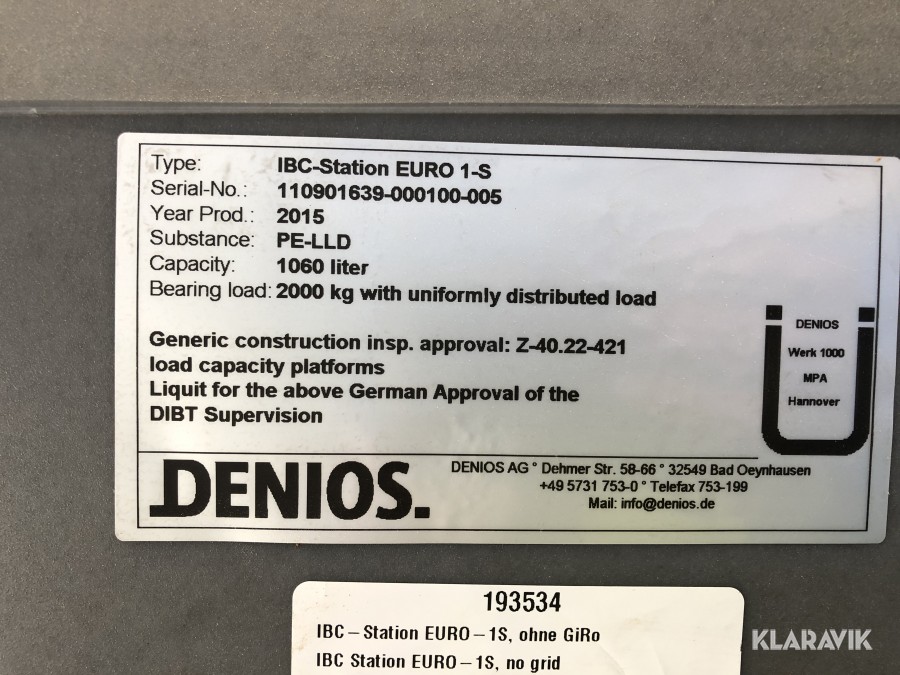 Type: IBC-Station EURO 1-S
Serial-No.: 110901639-000100-005
Year Prod.: 2015
Substance: PE-LLD
Capacity: 1060 liter
Bearing load: 2000 kg with uniformly distributed load
Generic construction insp. approval: Z-40.22-421
load capacity platforms
Liquit for the above German Approval of the
DIBT Supervision
DENIOS
Werk 1000
MPA
Hannover
DENIOS.
DENIOS AG ° Dehmer Str. 58-66 ° 32549 Bad Oeynhausen
+49 5731 753-0 ° Telefax 753-199
Mail: info@denios.de
193534
IBC-Station EURO-1S, ohne GiRo
IBC Station EURO-1S, no grid
KLARAVIK